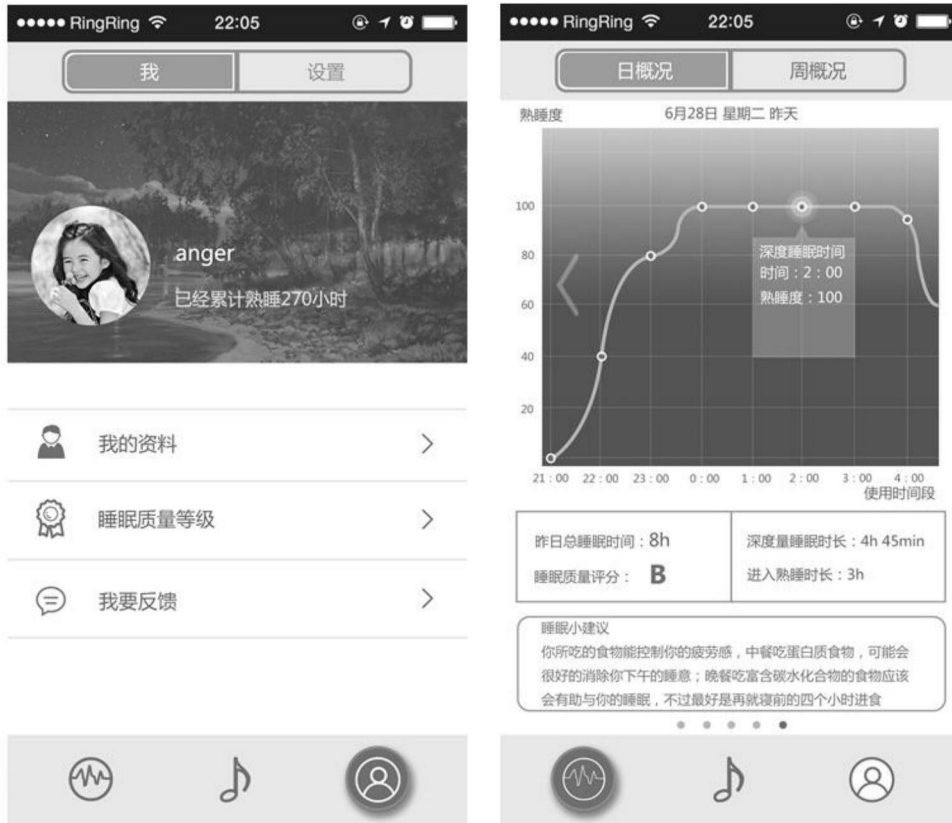 RingRing 22:05
我 设置
anger
已经累计熟睡270小时
我的资料
睡眠质量等级
我要反馈
RingRing 22:05
日概况 周概况
熟睡度 6月28日 星期二 昨天
100
80
60
40
20
深度睡眠时间
时间：2：00
熟睡度：100
21：00 22：00 23：00 0：00 1：00 2：00 3：00 4：00
使用时间段
昨日总睡眠时间：8h
睡眠质量评分： B
深度量睡眠时长：4h 45min
进入熟睡时长：3h
睡眠小建议
你所吃的食物能控制你的疲劳感，中餐吃蛋白质食物，可能会
很好的消除你下午的睡意；晚餐吃富含碳水化合物的食物应该
会有助与你的睡眠，不过最好是再就寝前的四个小时进食